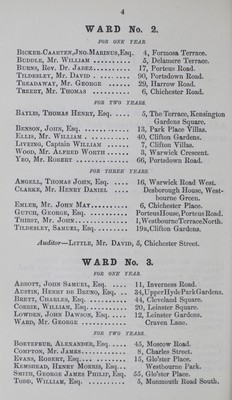 4
WARD No. 2.
FOR ONE YEAR.
BICKER-CAARTEN, JNO. MARINUS, Esq. 4, Formosa Terrace.
BUDDLE, Mr. WILLIAM .......... 5, Delamere Terrace.
BURNS, Rev. Dr. JABEZ .......... 17, Porteus Road.
TILDESLEY, Mr. DAVID .......... 90, Portsdown Road.
TREADAWAY, Mr. GEORGE .... 29, Harrow Road.
TREEBY, Mr. THOMAS .......... 6, Chichester Road.
FOR TWO YEARS.
BAYLIS, THOMAS HENRY, Esq. .... 5, The Terrace, Kensington
Gardens Square.
BENSON, JOHN, Esq. .......... 13, Park Place Villas.
ELLIS, Mr. WILLIAM .......... 40, Clifton Gardens.
LIVEING, Captain WILLIAM .... 7, Clifton Villas.
WOOD, Mr. ALFRED WORTH .... 3, Warwick Crescent.
YEO, Mr. ROBERT .......... 66, Portsdown Road.
FOR THREE YEARS.
ANGELL, THOMAS JOHN, Esq. .... 16, Warwick Road West.
CLARKE, Mr. HENRY DANIEL .... Desborough House, West-
bourne Green.
EMLER, Mr. JOHN MAY .......... 6, Chichester Place.
GUTCH, GEORGE, Esq. .......... Porteus House, Porteus Road.
THIRST, Mr. JOHN .......... 1, Westbourne Terrace North.
TILDESLEY, SAMUEL, Esq. .......... 19A, Clifton Gardens.
Auditor—LITTLE, Mr. DAVID, 5, Chichester Street.
WARD No. 3.
FOR ONE YEAR.
ABBOTT, JOHN SAMUEL, Esq. .... 11, Inverness Road.
AUSTIN, HENRY DE BRUNO, Esq. .. 34, Upper Hyde Park Gardens.
BRETT, CHARLES, Esq. .......... 44, Cleveland Square.
CORBIE, WILLIAM, Esq. .......... 20, Leinster Square.
LOWDEN, JOHN DAWSON, Esq. .... 12, Leinster Gardens.
WARD, Mr. GEORGE .......... Craven Lane.
FOR TWO YEARS.
BORTEFEUR, ALEXANDER, Esq. .... 45, Moscow Road.
COMPTON, Mr. JAMES .......... 8, Charles Street.
EVANS, ROBERT, Esq. .......... 15, Glo'ster Place.
KEMSHEAD, HENRY MORRIS, Esq. .. Westbourne Park.
SMITH, GEORGE JAMES PHILIP, Esq. 55, Glo'ster Place.
TODD, WILLIAM, Esq. .......... 5, Monmouth Road South.